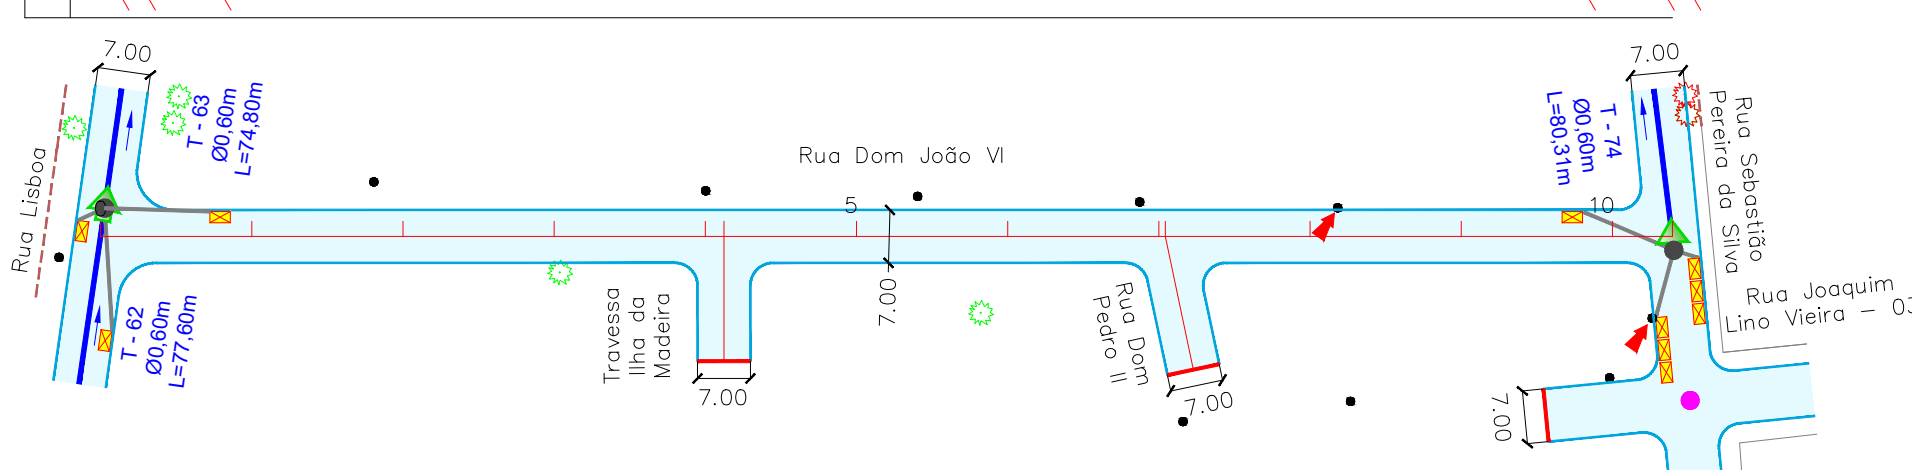 7.00
T - 63
Ø0,60m
L=74,80m
Rua Lisboa
T - 62
Ø0,60m
L=77,60m
Rua Dom João VI
5
7.00
Travessa
Ilha da
Madeira
7.00
Rua Dom
Pedro II
7.00
10
7.00
T - 74
Ø0,60m
L=80,31m
Rua Sebastião
Pereira da Silva
Rua Joaquim
Lino Vieira - 03
7.00